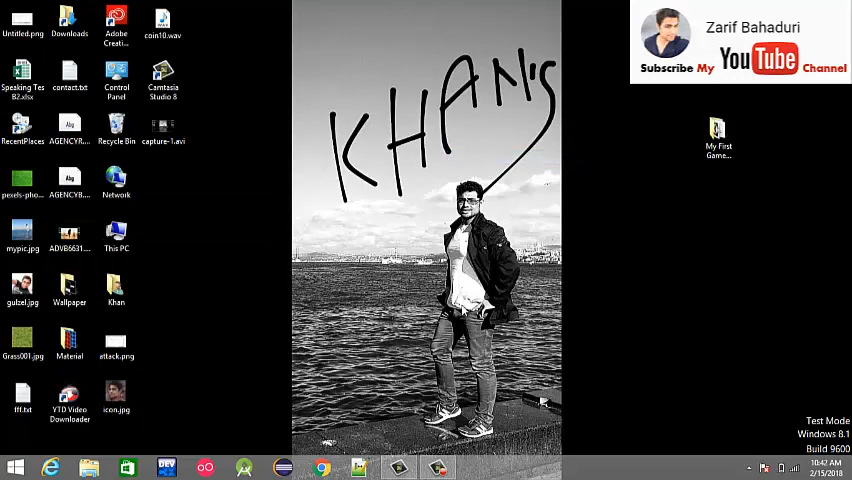 Untitled.png
Downloads
Adobe
Creati...
coin10.wav
Speaking Tes
B2.xlsx
contact.txt
Control
Panel
Camtasia
Studio 8
RecentPlaces
AGENCYR....
Recycle Bin
capture-1.avi
pexels-pho...
AGENCYB....
Network
mypic.jpg
ADVB6631....
This PC
gulzel.jpg
Wallpaper
Khan
Grass001.jpg
Material
attack.png
fff.txt
YTD Video
Downloader
icon.jpg
KHAN'S
Zarif Bahaduri
Subscribe My YouTube Channel
My First
Game...
Test Mode
Windows 8.1
Build 9600
DEV
10:42 AM
2/15/2018